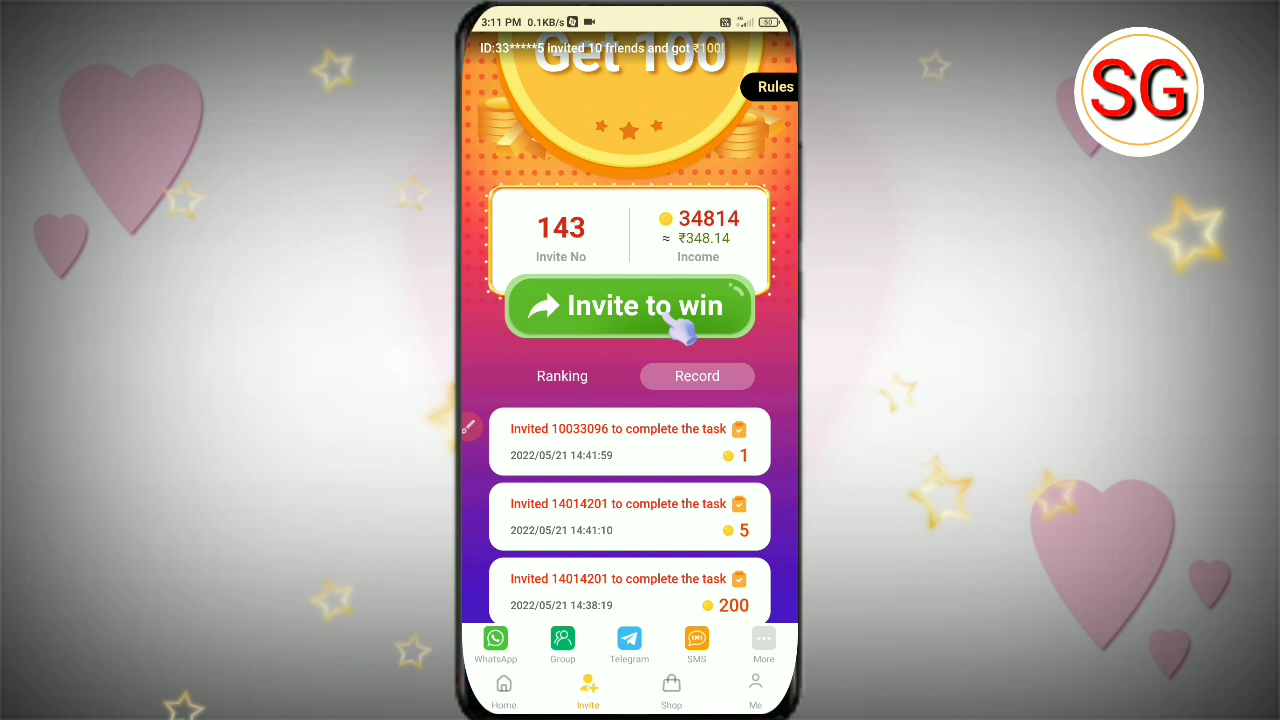 3:11 PM 0.1KB/s
50
ID:33*****5 invited 10 friends and got ₹100!
Get 100
Rules
SG
143
Invite No
34814
≈ ₹348.14
Income
Invite to win
Ranking
Record
Invited 10033096 to complete the task
2022/05/21 14:41:59
1
Invited 14014201 to complete the task
2022/05/21 14:41:10
5
Invited 14014201 to complete the task
2022/05/21 14:38:19
200
WhatsApp
Group
Telegram
SMS
SMS
More
Home
Invite
Shop
Me